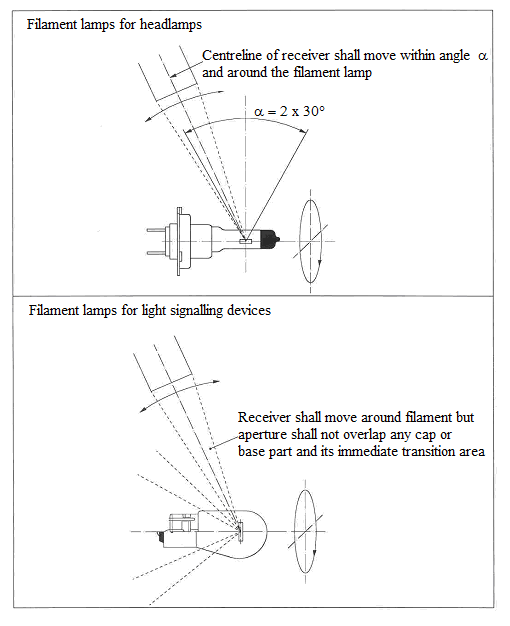 Filament lamps for headlamps
Centreline of receiver shall move within angle α
and around the filament lamp
α = 2 x 30°
Filament lamps for light signalling devices
Receiver shall move around filament but
aperture shall not overlap any cap or
base part and its immediate transition area